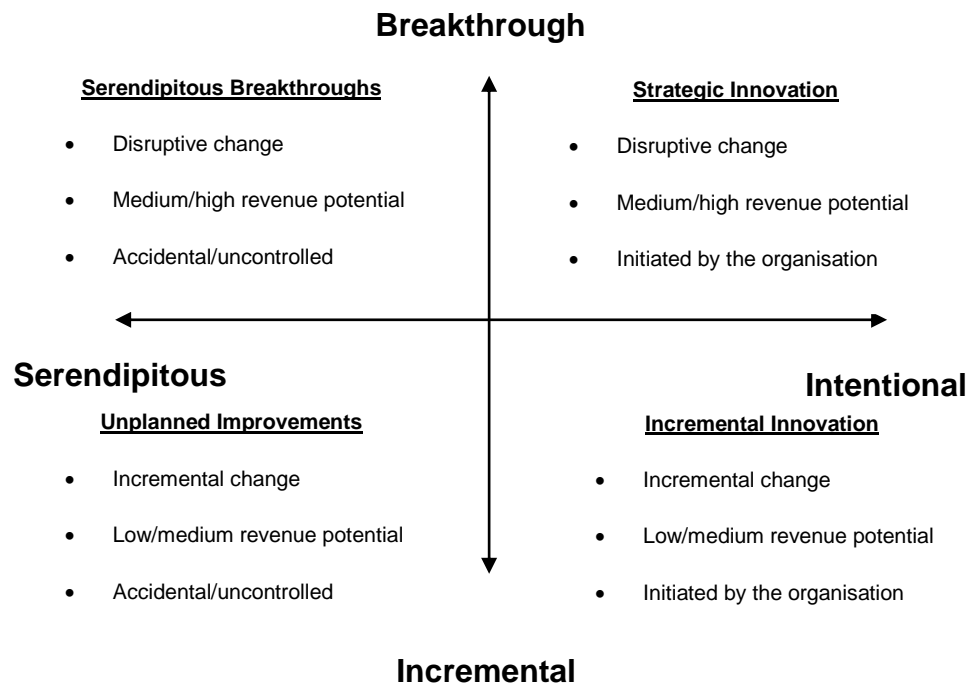 Breakthrough
Serendipitous Breakthroughs
• Disruptive change
• Medium/high revenue potential
• Accidental/uncontrolled
Strategic Innovation
• Disruptive change
• Medium/high revenue potential
• Initiated by the organisation
Serendipitous
Intentional
Unplanned Improvements
• Incremental change
• Low/medium revenue potential
• Accidental/uncontrolled
Incremental Innovation
• Incremental change
• Low/medium revenue potential
• Initiated by the organisation
Incremental